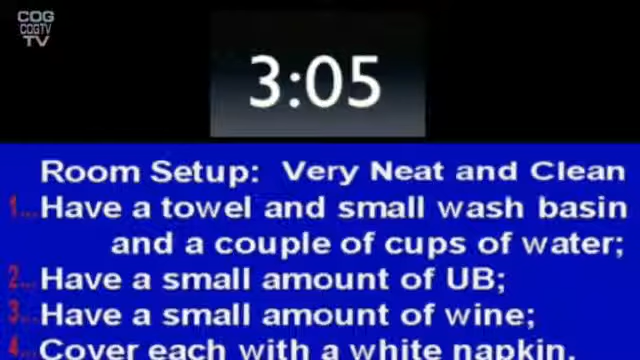 COG
COGTV
TV
3:05
Room Setup: Very Neat and Clean
1... Have a towel and small wash basin
and a couple of cups of water;
2... Have a small amount of UB;
3... Have a small amount of wine;
4... Cover each with a white napkin.